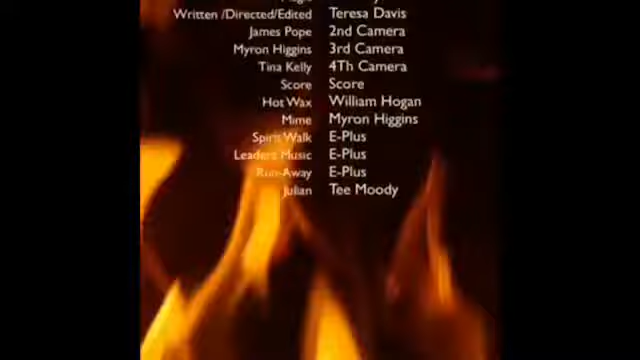 Written /Directed/Edited Teresa Davis
James Pope 2nd Camera
Myron Higgins 3rd Camera
Tina Kelly 4Th Camera
Score Score
Hot Wax William Hogan
Mime Myron Higgins
Spirit Walk E-Plus
Leaders Music E-Plus
Run-Away E-Plus
Julian Tee Moody